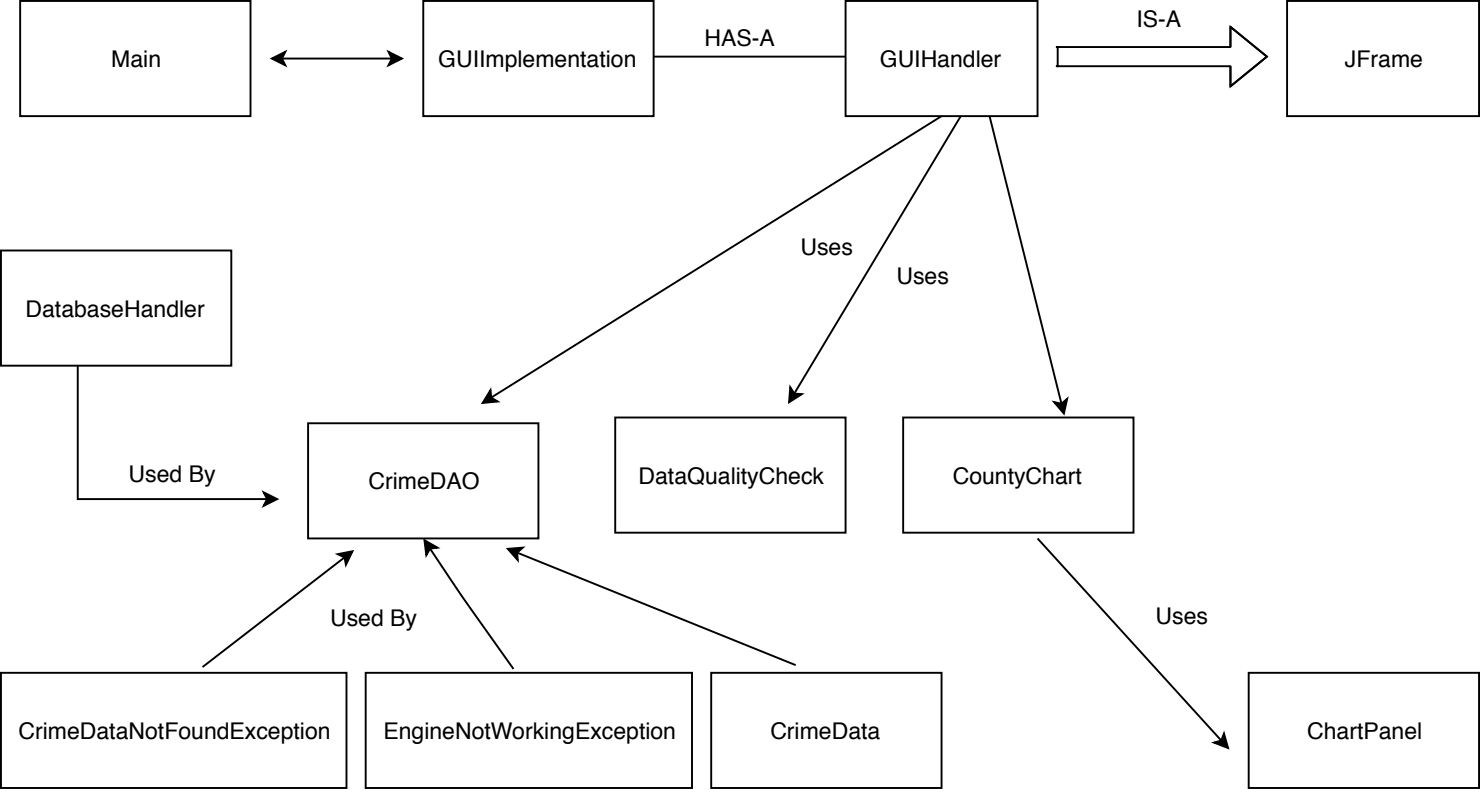 Main
GUIImplementation
HAS-A
GUIHandler
IS-A
JFrame
Uses
Uses
DatabaseHandler
Used By
CrimeDAO
DataQualityCheck
CountyChart
Used By
Uses
CrimeDataNotFoundException
EngineNotWorkingException
CrimeData
ChartPanel